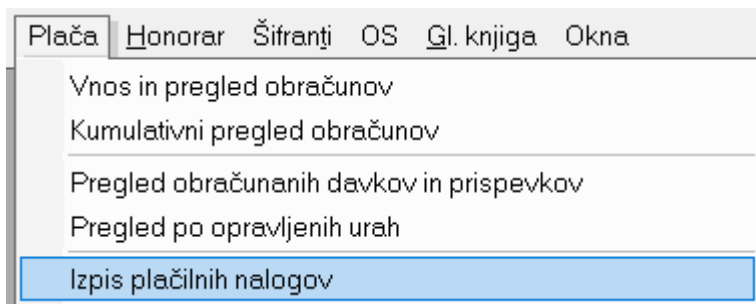 Plača Honorar Šifranti OS Gl. knjiga Okna
Vnos in pregled obračunov
Kumulativni pregled obračunov
Pregled obračunanih davkov in prispevkov
Pregled po opravljenih urah
Izpis plačilnih nalogov